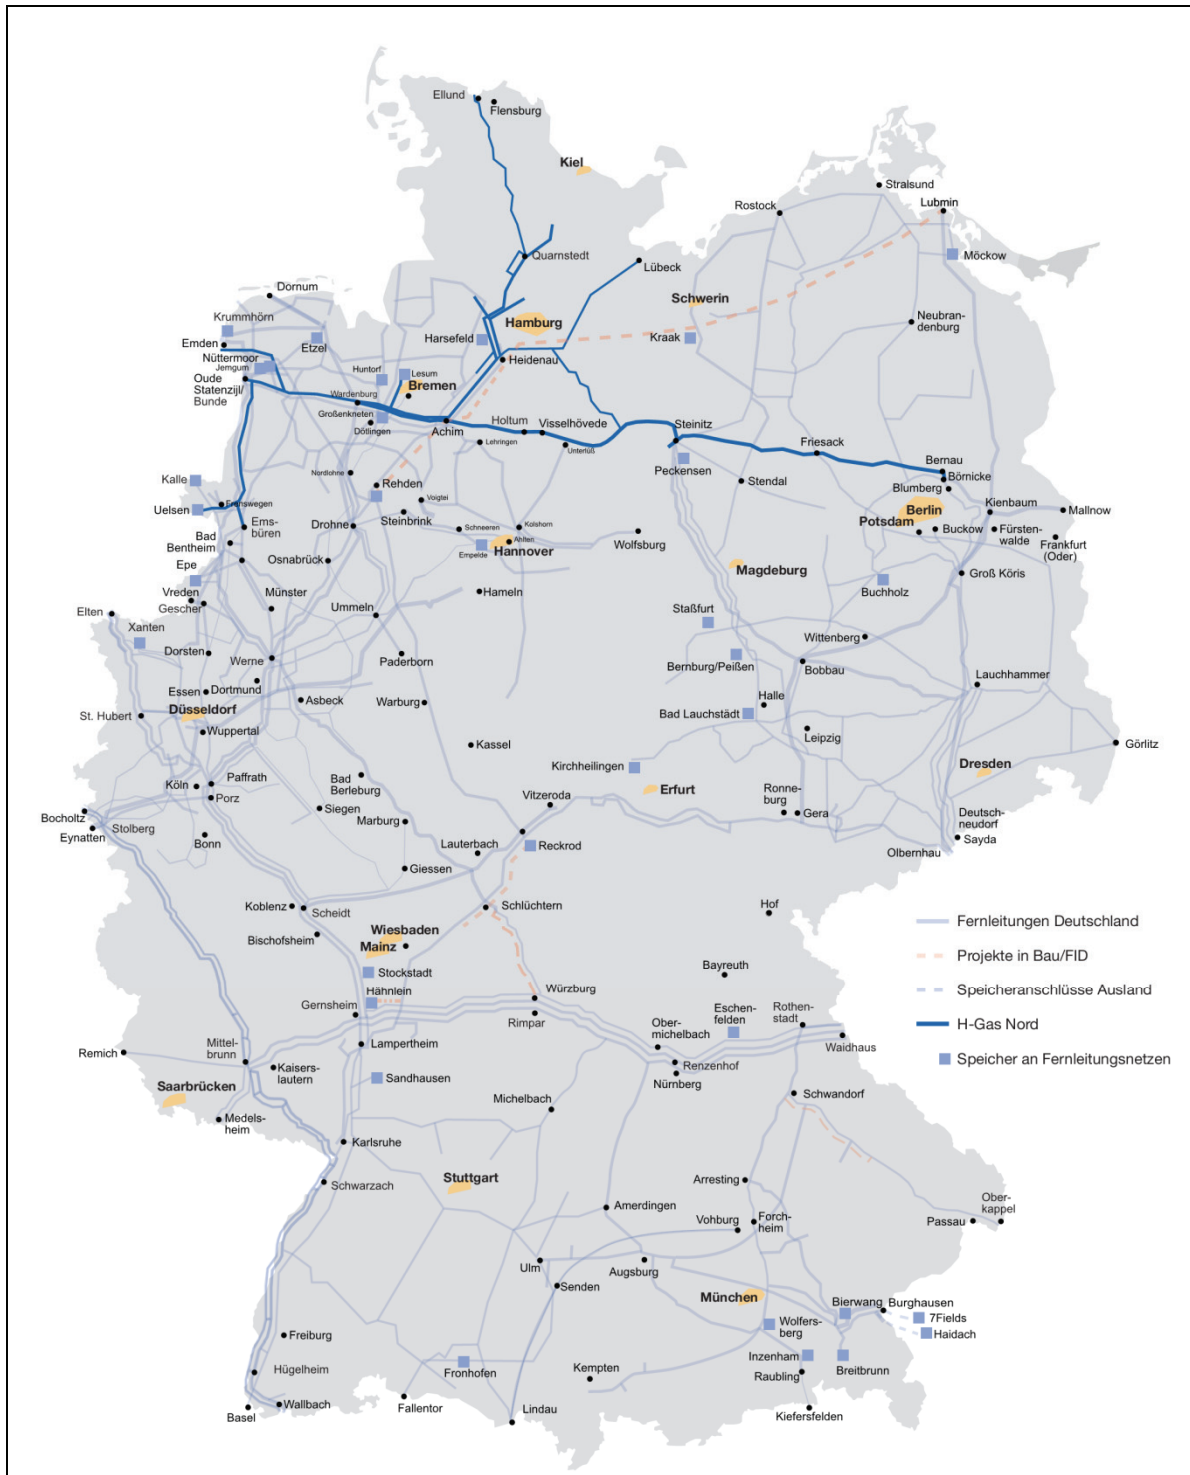 Ellund
Flensburg
Kiel
Stralsund
Rostock
Lubmin
Quarnstedt
Lübeck
Möckow
Dornum
Schwerin
Krummhörn
Hamburg
Neubran-
denburg
Emden
Etzel
Harsefeld
Kraak
Nüttermoor
Jemgum
Heidenau
Huntorf
Lesum
Oude
Statenzijl/
Bunde
Bremen
Wardenburg
Großenkneten
Dötlingen
Achim
Holtum
Visselhövede
Steinitz
Lehringen
Unterlüß
Friesack
Bernau
Börnicke
Nordlohne
Peckensen
Kalle
Rehden
Stendal
Blumberg
Frenswegen
Voigtei
Uelsen
Kienbaum
Mallnow
Berlin
Ems-
büren
Drohne
Steinbrink
Schneeren
Kolshorn
Potsdam
Buckow
Fürsten-
walde
Wolfsburg
Bad
Bentheim
Hannover
Ahlten
Empelde
Frankfurt
(Oder)
Osnabrück
Epe
Magdeburg
Groß Köris
Vreden
Münster
Hameln
Buchholz
Gescher
Elten
Ummeln
Staßfurt
Xanten
Wittenberg
Dorsten
Werne
Paderborn
Bernburg/Peißen
Bobbau
Lauchhammer
Essen
Dortmund
Asbeck
Warburg
Halle
Düsseldorf
St. Hubert
Bad Lauchstädt
Wuppertal
Leipzig
Kassel
Görlitz
Kirchheilingen
Dresden
Paffrath
Köln
Bad
Berleburg
Erfurt
Ronne-
burg
Porz
Vitzeroda
Siegen
Gera
Bocholtz
Marburg
Deutsch-
neudorf
Stolberg
Eynatten
Sayda
Bonn
Lauterbach
Reckrod
Olbernhau
Giessen
Koblenz
Scheidt
Schlüchtern
Hof
Fernleitungen Deutschland
Wiesbaden
Bischofsheim
Mainz
Projekte in Bau/FID
Stockstadt
Bayreuth
Speicheranschlüsse Ausland
Hähnlein
Würzburg
Gernsheim
Eschen-
felden
Rothen-
stadt
Rimpar
H-Gas Nord
Ober-
michelbach
Lampertheim
Waidhaus
Mittel-
brunn
Remich
Renzenhof
Speicher an Fernleitungsnetzen
Kaisers-
lautern
Nürnberg
Sandhausen
Saarbrücken
Schwandorf
Michelbach
Medels-
heim
Karlsruhe
Stuttgart
Arresting
Schwarzach
Ober-
kappel
Amerdingen
Vohburg
Forch-
heim
Passau
Ulm
Augsburg
Senden
München
Bierwang
Burghausen
7Fields
Wolfers-
berg
Haidach
Freiburg
Inzenham
Breitbrunn
Hügelheim
Fronhofen
Kempten
Raubling
Wallbach
Basel
Fallentor
Lindau
Kiefersfelden